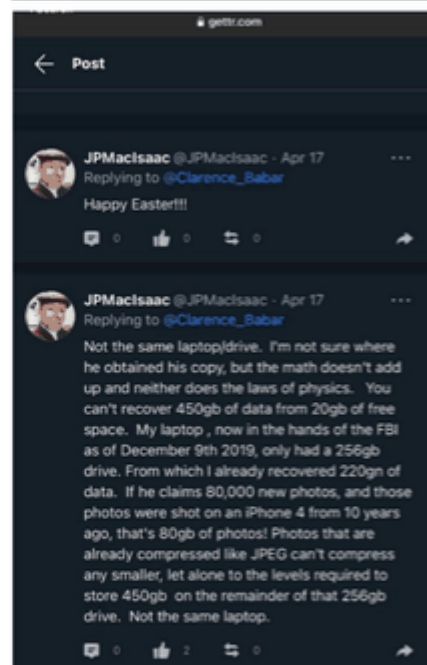 gettr.com
Post
JPMacIsaac @JPMacIsaac · Apr 17
Replying to @Clarence_Babar
Happy Easter!!!
0 0 0
JPMacIsaac @JPMacIsaac · Apr 17
Replying to @Clarence_Babar
Not the same laptop/drive. I'm not sure where
he obtained his copy, but the math doesn't add
up and neither does the laws of physics. You
can't recover 450gb of data from 20gb of free
space. My laptop , now in the hands of the FBI
as of December 9th 2019, only had a 256gb
drive. From which I already recovered 220gn of
data. If he claims 80,000 new photos, and those
photos were shot on an iPhone 4 from 10 years
ago, that's 80gb of photos! Photos that are
already compressed like JPEG can't compress
any smaller, let alone to the levels required to
store 450gb on the remainder of that 256gb
drive. Not the same laptop.
0 2 0